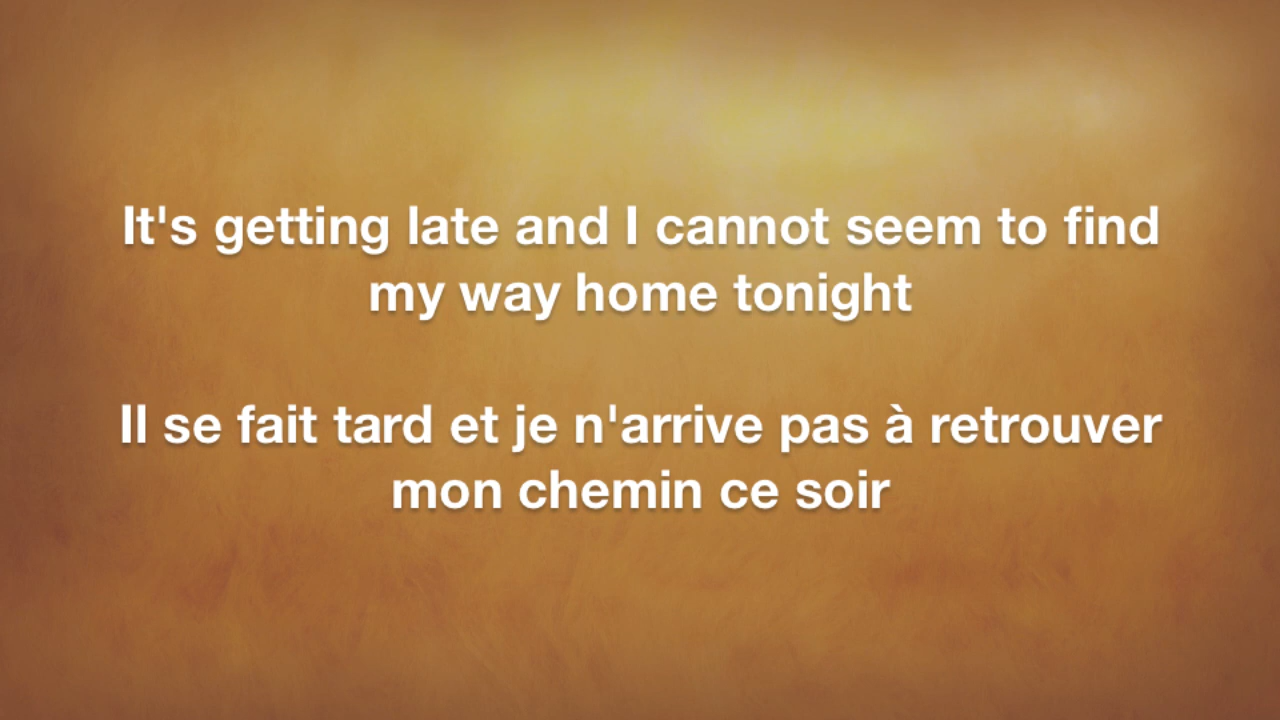 It's getting late and I cannot seem to find
my way home tonight
Il se fait tard et je n'arrive pas à retrouver
mon chemin ce soir